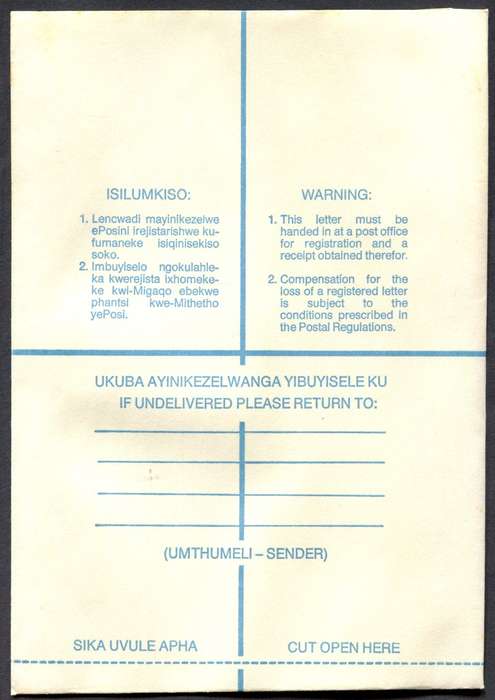 ISILUMKISO:
1. Lencwadi mayinikezelwe
ePosini irejistarishwe ku-
fumaneke isiqinisekiso
soko.
2. Imbuyiselo ngokulahle-
ka kwerejista ixhomeke-
ke kwi-Migaqo ebekwe
phantsi kwe-Mithetho
yePosi.
WARNING:
1. This letter must be
handed in at a post office
for registration and a
receipt obtained therefor.
2. Compensation for the
loss of a registered letter
is subject to the
conditions prescribed in
the Postal Regulations.
UKUBA AYINIKEZELWANGA YIBUYISELE KU
IF UNDELIVERED PLEASE RETURN TO:
(UMTHUMELI – SENDER)
SIKA UVULE APHA
CUT OPEN HERE